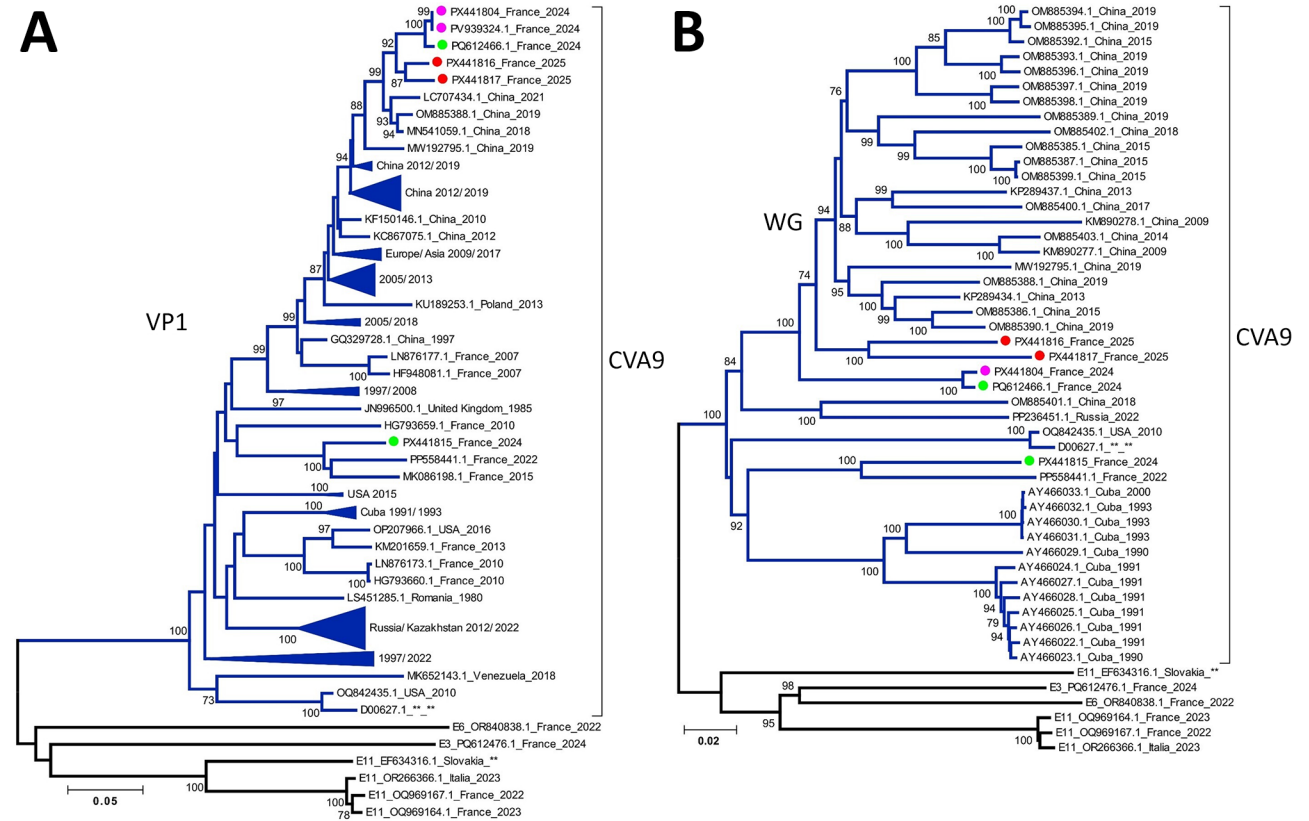 A
99
PX441804_France_2024
100
PV939324.1_France_2024
92
PQ612466.1_France_2024
PX441816_France_2025
99
87
PX441817_France_2025
LC707434.1_China_2021
88
OM885388.1_China_2019
93
94
MN541059.1_China_2018
MW192795.1_China_2019
94
China 2012/2019
China 2012/2019
KF150146.1_China_2010
KC867075.1_China_2012
Europe/ Asia 2009/2017
87
2005/2013
KU189253.1_Poland_2013
99
2005/2018
VP1
GQ329728.1_China_1997
99
LN876177.1_France_2007
100
HF948081.1_France_2007
1997/2008
97
JN996500.1_United Kingdom_1985
HG793659.1_France_2010
PX441815_France_2024
PP558441.1_France_2022
100
MK086198.1_France_2015
100
USA 2015
100
Cuba 1991/1993
97
OP207966.1_USA_2016
KM201659.1_France_2013
100
LN876173.1_France_2010
100
HG793660.1_France_2010
LS451285.1_Romania_1980
Russia/ Kazakhstan 2012/2022
100
100
1997/2022
MK652143.1_Venezuela_2018
73
OQ842435.1_USA_2010
100
D00627.1_**_**
CVA9
E6_OR840838.1_France_2022
E3_PQ612476.1_France_2024
E11_EF634316.1_Slovakia_**
100
E11_OR266366.1_Italia_2023
100
E11_OQ969167.1_France_2022
78
E11_OQ969164.1_France_2023
0.05
B
100
OM885394.1_China_2019
100
OM885395.1_China_2019
85
OM885392.1_China_2015
100
OM885393.1_China_2019
100
OM885396.1_China_2019
OM885397.1_China_2019
76
100
OM885398.1_China_2019
OM885389.1_China_2019
99
OM885402.1_China_2018
99
OM885385.1_China_2015
OM885387.1_China_2015
100
OM885399.1_China_2015
99
KP289437.1_China_2013
94
OM885400.1_China_2017
WG
88
KM890278.1_China_2009
100
OM885403.1_China_2014
100
KM890277.1_China_2009
74
MW192795.1_China_2019
95
OM885388.1_China_2019
100
KP289434.1_China_2013
99
OM885386.1_China_2015
100
OM885390.1_China_2019
100
PX441816_France_2025
100
PX441817_France_2025
84
PX441804_France_2024
100
PQ612466.1_France_2024
OM885401.1_China_2018
100
100
PP236451.1_Russia_2022
100
OQ842435.1_USA_2010
D00627.1_**_**
PX441815_France_2024
100
PP558441.1_France_2022
AY466033.1_Cuba_2000
AY466032.1_Cuba_1993
92
100
AY466030.1_Cuba_1993
AY466031.1_Cuba_1993
100
AY466029.1_Cuba_1990
100
AY466024.1_Cuba_1991
AY466027.1_Cuba_1991
100
AY466028.1_Cuba_1991
94
AY466025.1_Cuba_1991
79
AY466026.1_Cuba_1991
94
AY466022.1_Cuba_1991
AY466023.1_Cuba_1990
CVA9
E11_EF634316.1_Slovakia_**
98
E3_PQ612476.1_France_2024
E6_OR840838.1_France_2022
95
E11_OQ969164.1_France_2023
E11_OQ969167.1_France_2022
100
E11_OR266366.1_Italia_2023
0.02